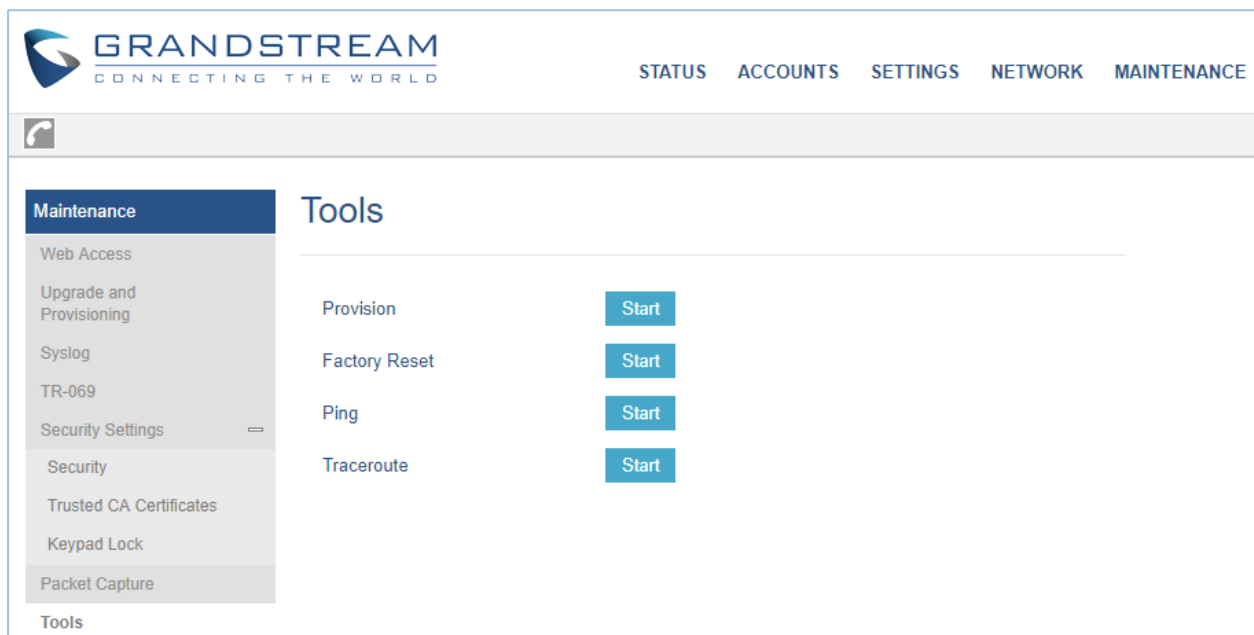 GRANDSTREAM
CONNECTING THE WORLD
STATUS ACCOUNTS SETTINGS NETWORK MAINTENANCE
Maintenance
Web Access
Upgrade and
Provisioning
Syslog
TR-069
Security Settings
Security
Trusted CA Certificates
Keypad Lock
Packet Capture
Tools
Tools
Provision Start
Factory Reset Start
Ping Start
Traceroute Start